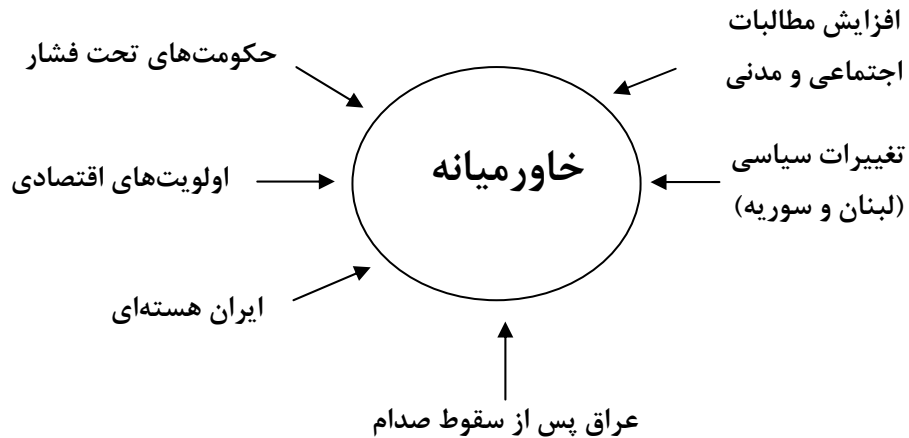 افزایش مطالبات
اجتماعی و مدنی
حکومت‌های تحت فشار
خاورمیانه
تغییرات سیاسی
(لبنان و سوریه)
اولویت‌های اقتصادی
ایران هسته‌ای
عراق پس از سقوط صدام